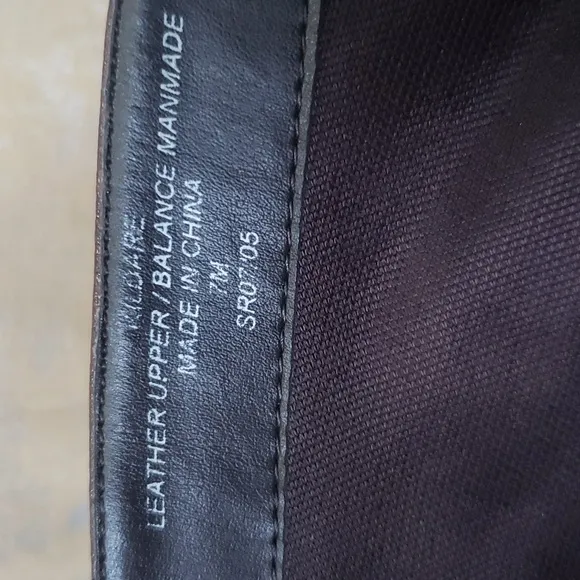 LEATHER UPPER / BALANCE MANMADE
MADE IN CHINA
7M
SR0705